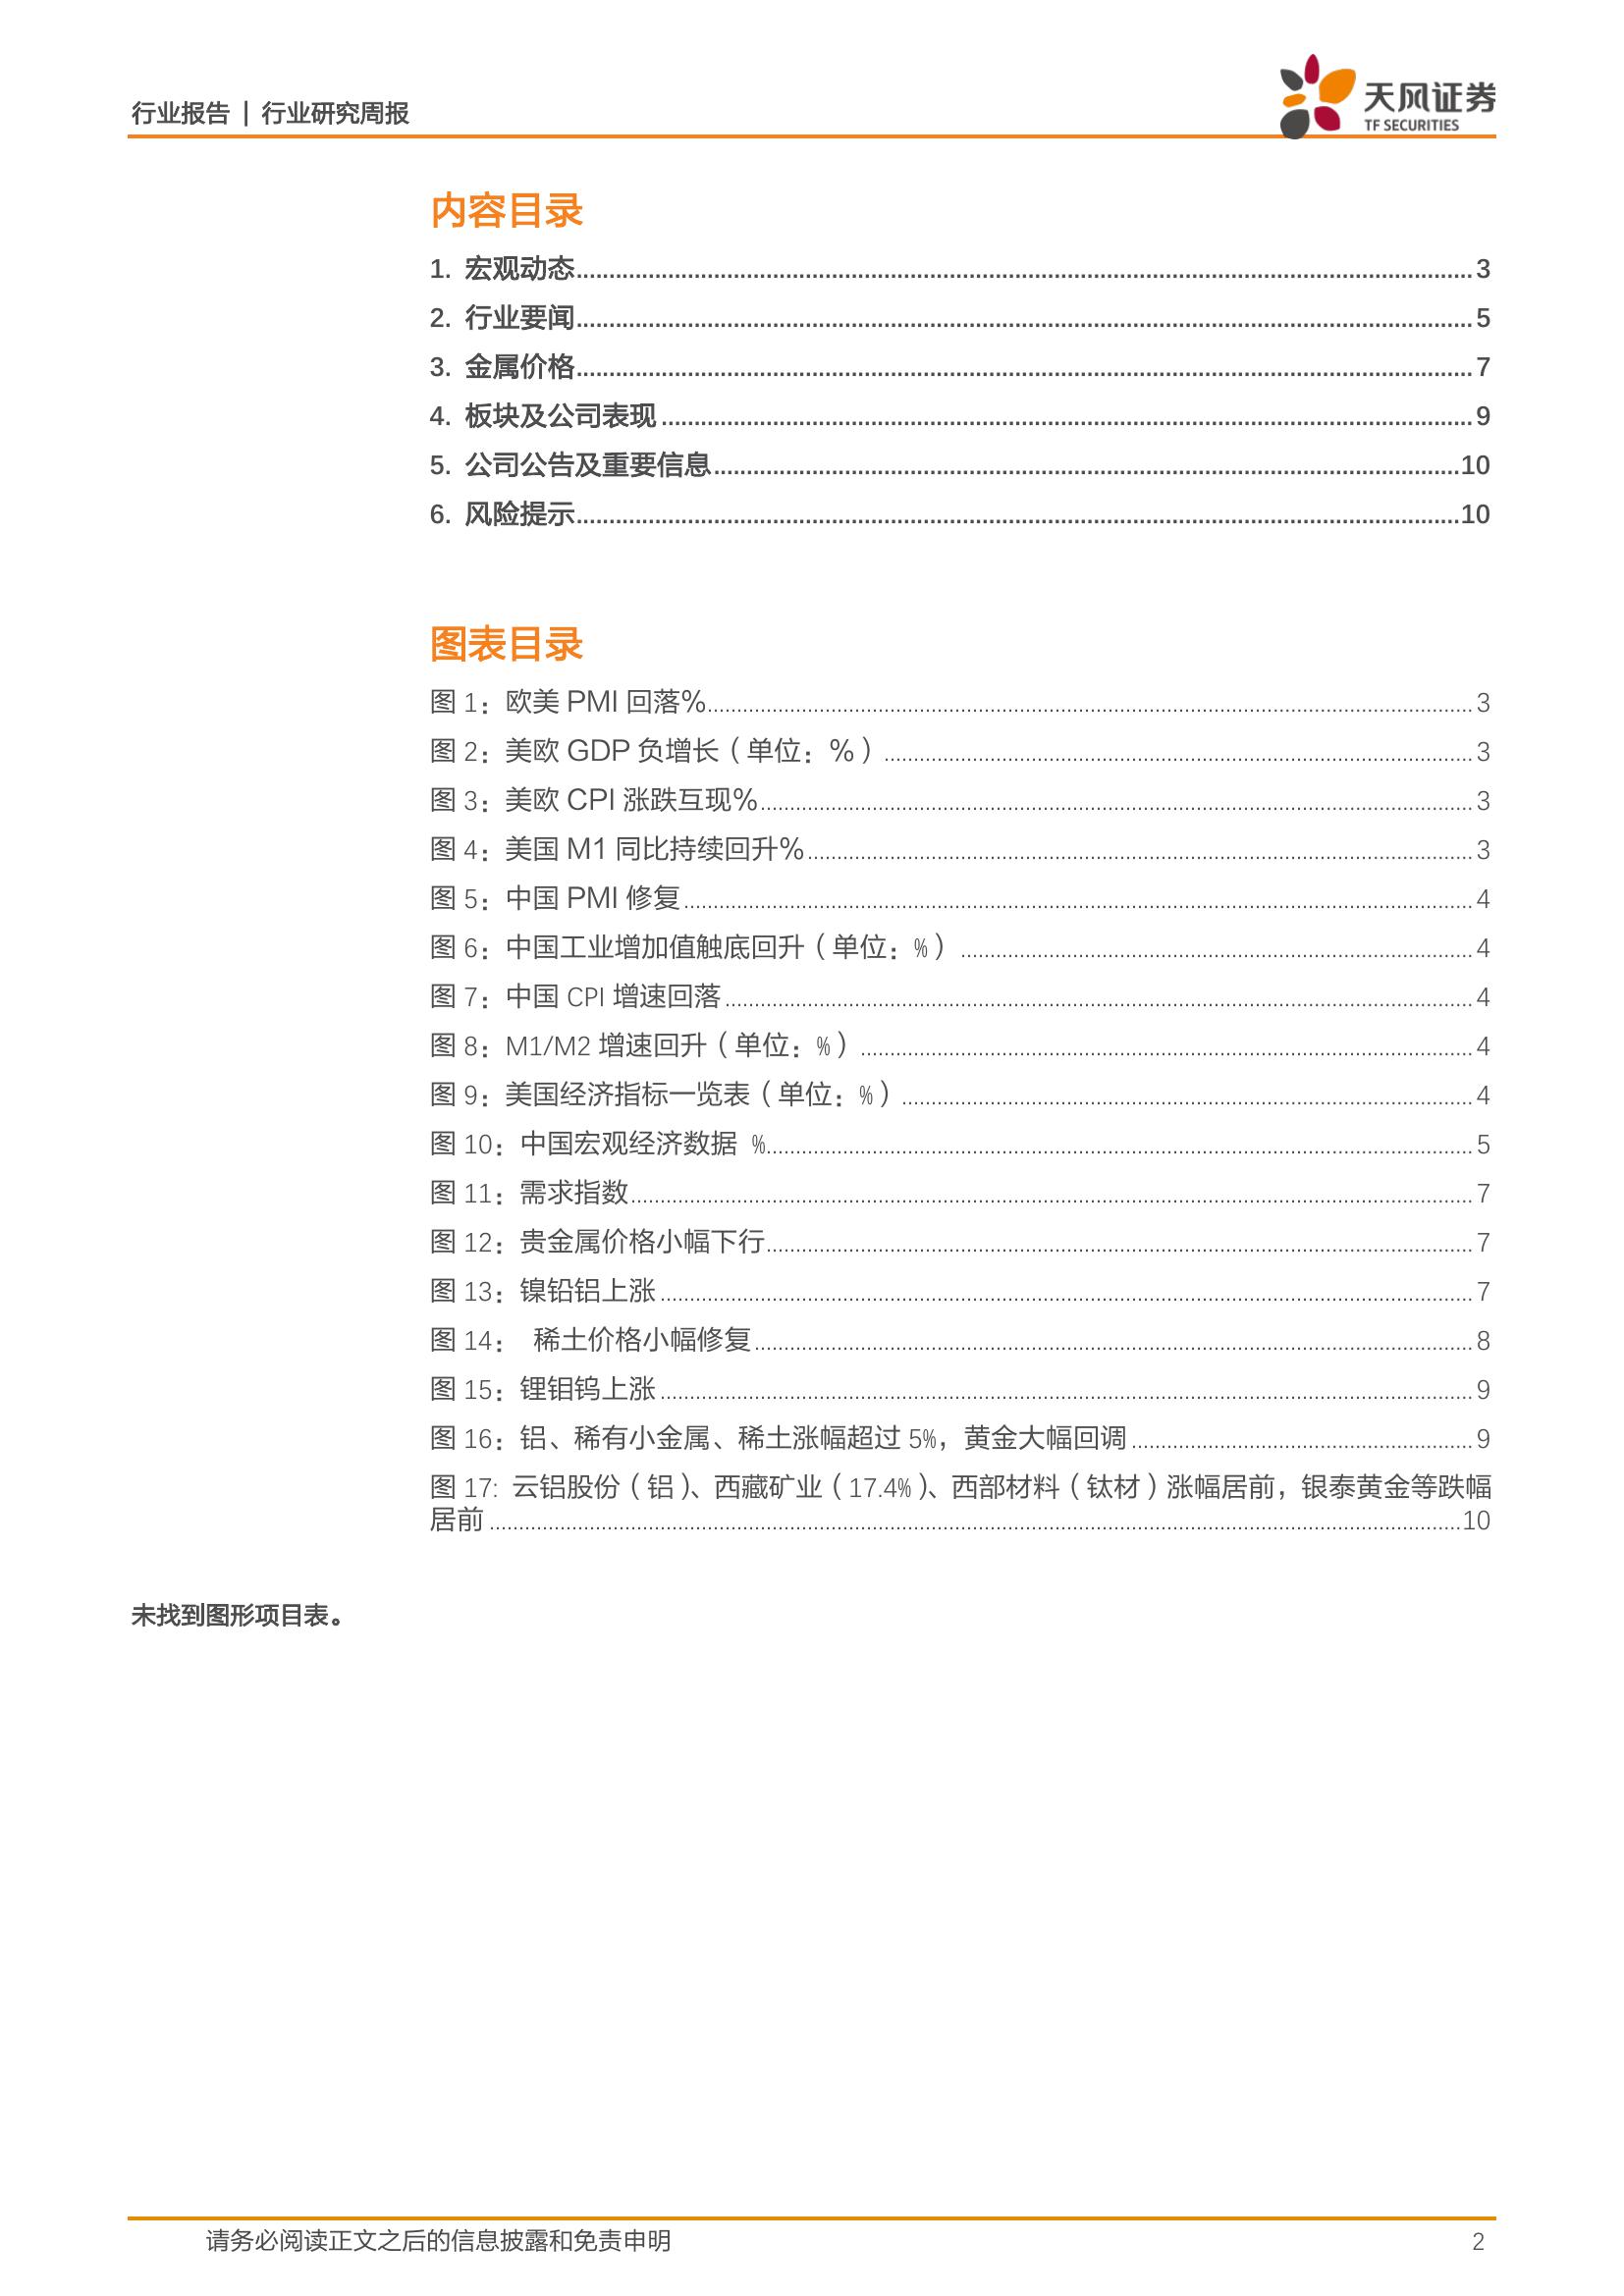 行业报告 | 行业研究周报
天风证券
TF SECURITIES
内容目录
1. 宏观动态 3
2. 行业要闻 5
3. 金属价格 7
4. 板块及公司表现 9
5. 公司公告及重要信息 10
6. 风险提示 10
图表目录
图 1：欧美 PMI 回落% 3
图 2：美欧 GDP 负增长（单位：%） 3
图 3：美欧 CPI 涨跌互现% 3
图 4：美国 M1 同比持续回升% 3
图 5：中国 PMI 修复 4
图 6：中国工业增加值触底回升（单位：%） 4
图 7：中国 CPI 增速回落 4
图 8：M1/M2 增速回升（单位：%） 4
图 9：美国经济指标一览表（单位：%） 4
图 10：中国宏观经济数据 % 5
图 11：需求指数 7
图 12：贵金属价格小幅下行 7
图 13：镍铅铝上涨 7
图 14： 稀土价格小幅修复 8
图 15：锂钼钨上涨 9
图 16：铝、稀有小金属、稀土涨幅超过 5%，黄金大幅回调 9
图 17: 云铝股份（铝）、西藏矿业（17.4%）、西部材料（钛材）涨幅居前，银泰黄金等跌幅
居前 10
未找到图形项目表。
请务必阅读正文之后的信息披露和免责申明 2